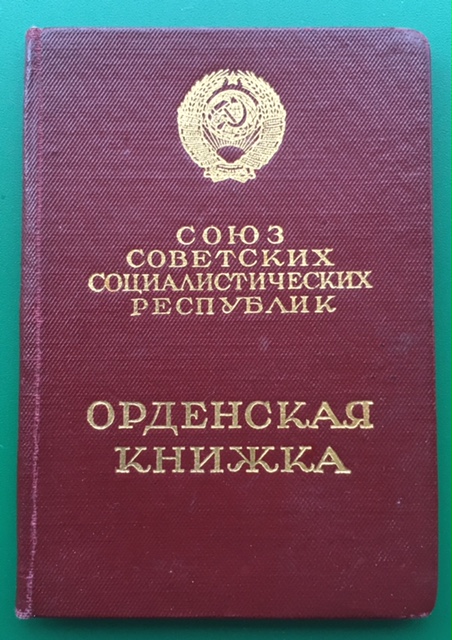 СОЮЗ
СОВЕТСКИХ
СОЦИАЛИСТИЧЕСКИХ
РЕСПУБЛИК
ОРДЕНСКАЯ
КНИЖКА